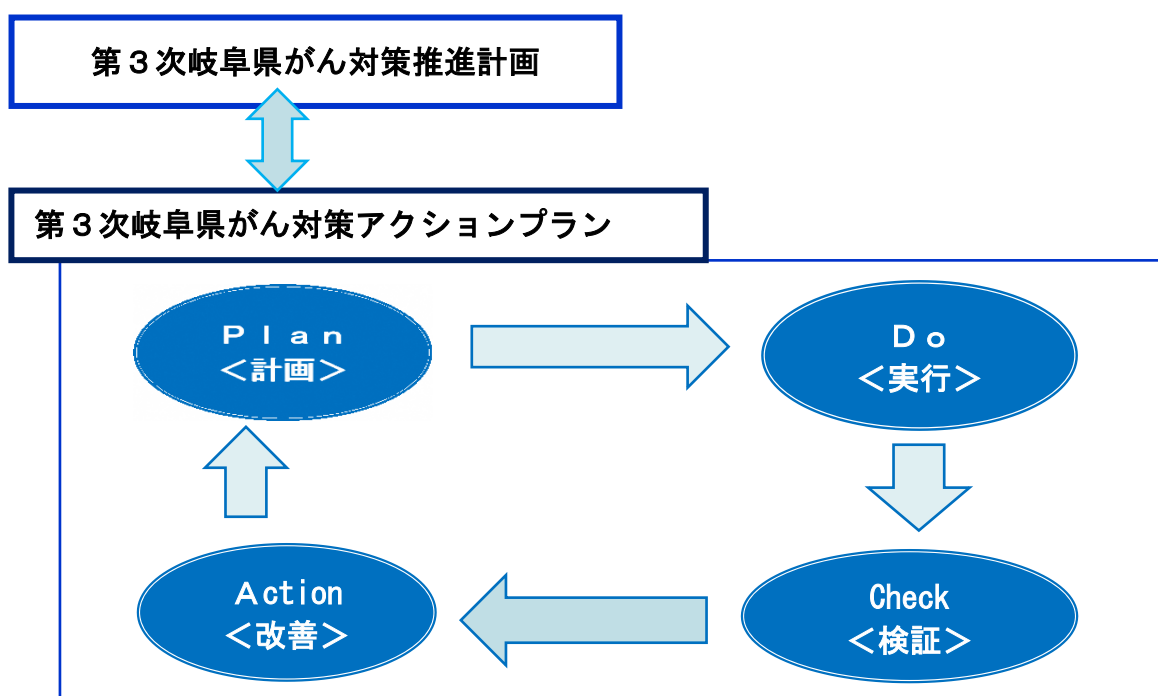 第３次岐阜県がん対策推進計画
第３次岐阜県がん対策アクションプラン
Ｐｌａｎ
＜計画＞
Ｄｏ
＜実行＞
Ａction
＜改善＞
Check
＜検証＞